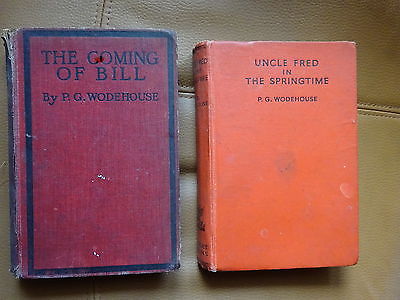 THE COMING
OF BILL
By P. G. WODEHOUSE
UNCLE FRED
IN
THE SPRINGTIME
P. G. WODEHOUSE